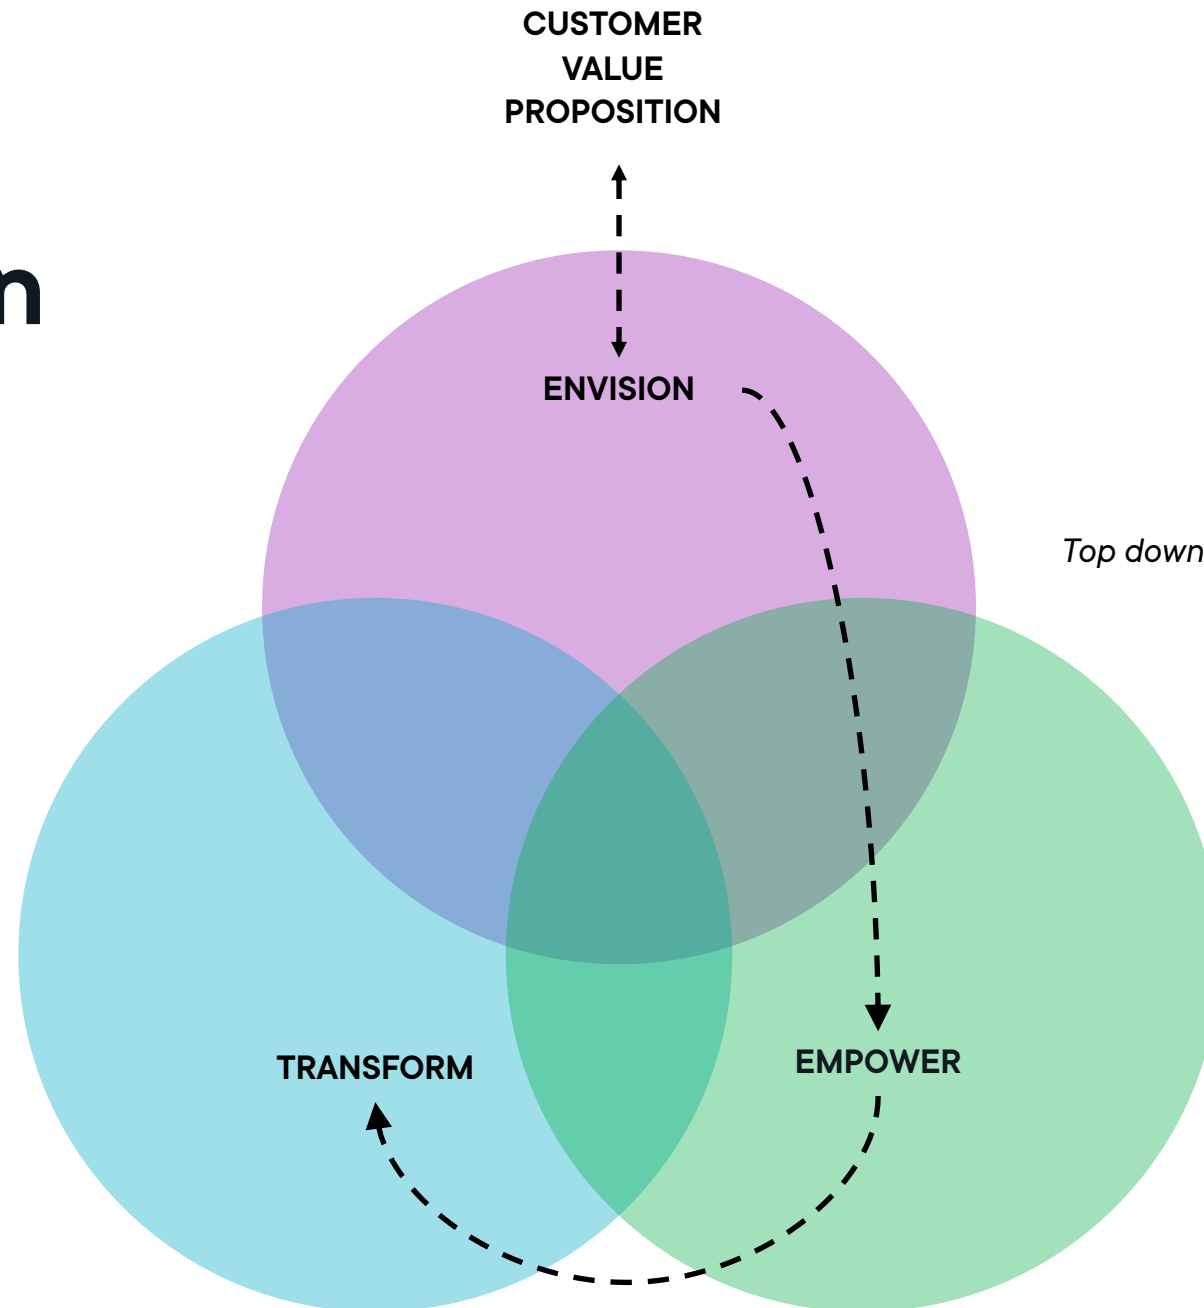 CUSTOMER
VALUE
PROPOSITION
n
ENVISION
Top down
TRANSFORM
EMPOWER